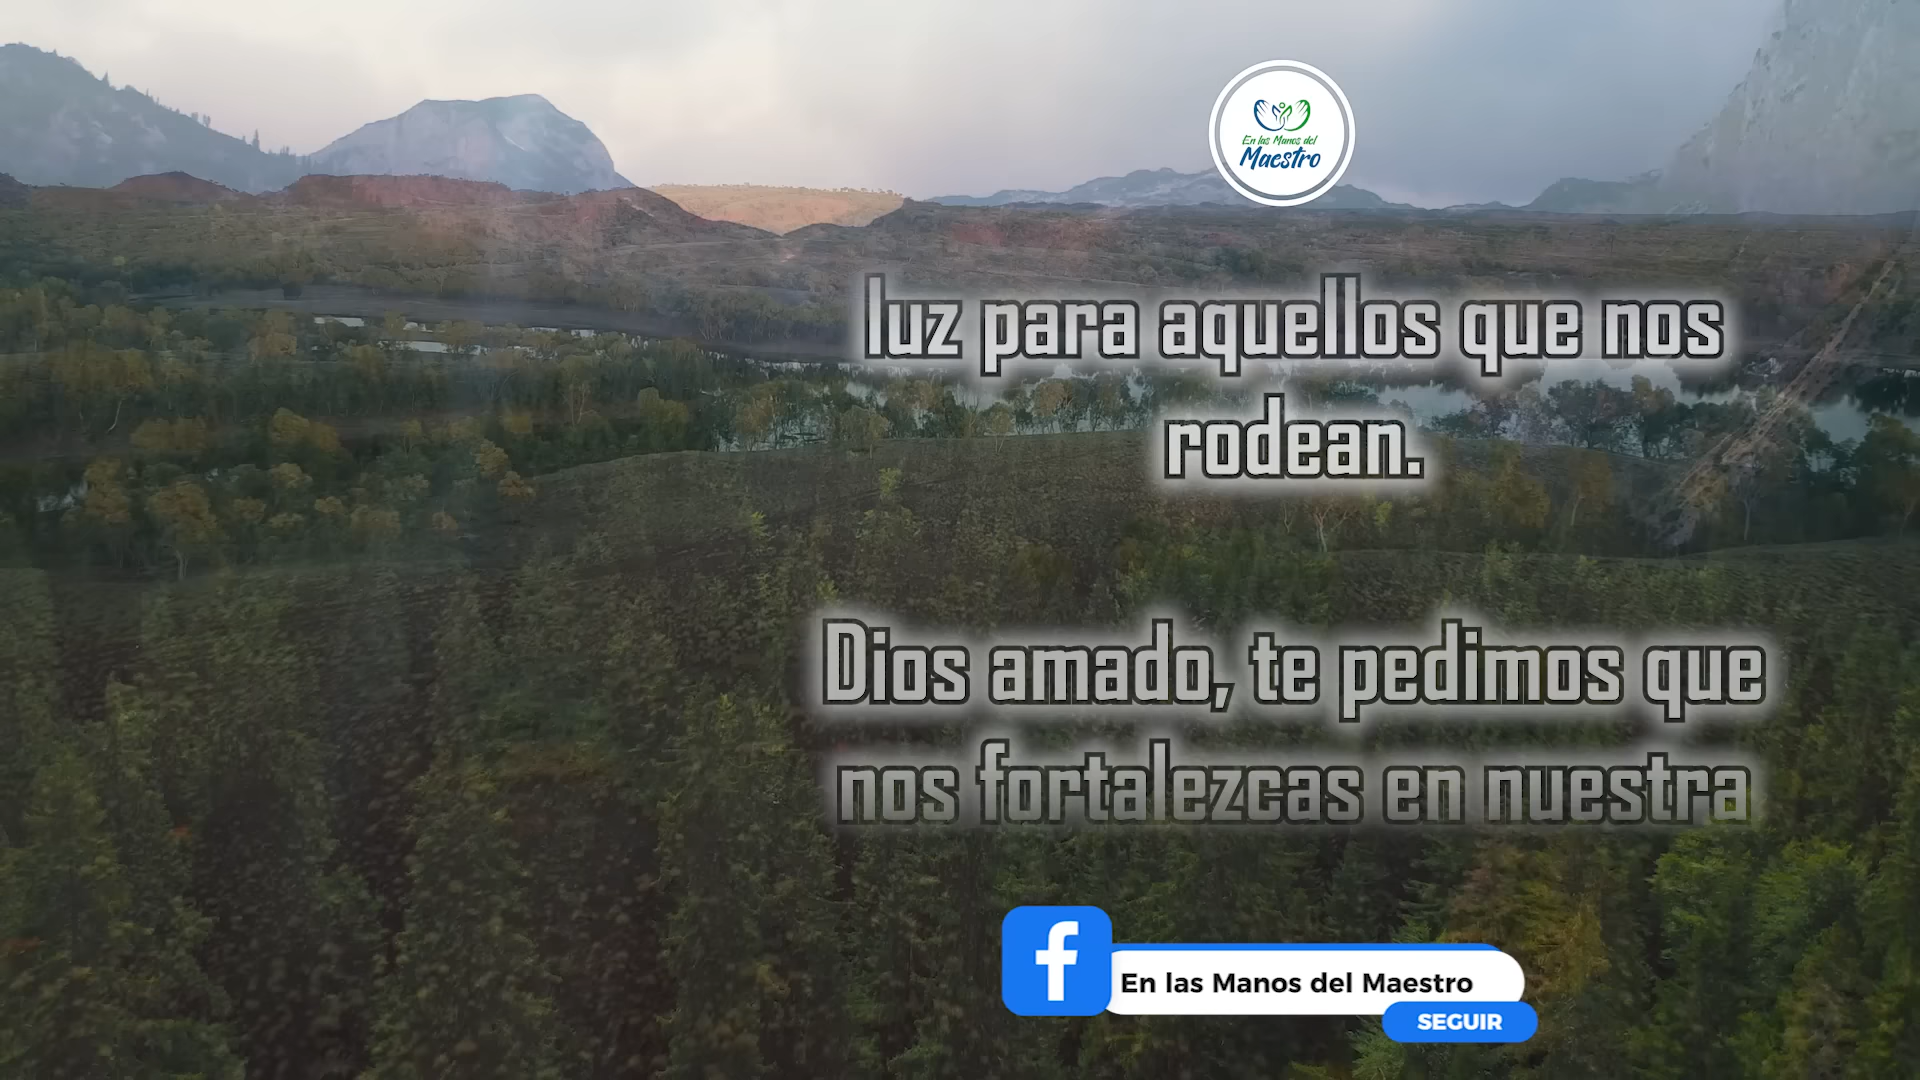 En las Manos del
Maestro
luz para aquellos que nos
rodean.
Dios amado, te pedimos que
nos fortalezcas en nuestra
f
En las Manos del Maestro
SEGUIR